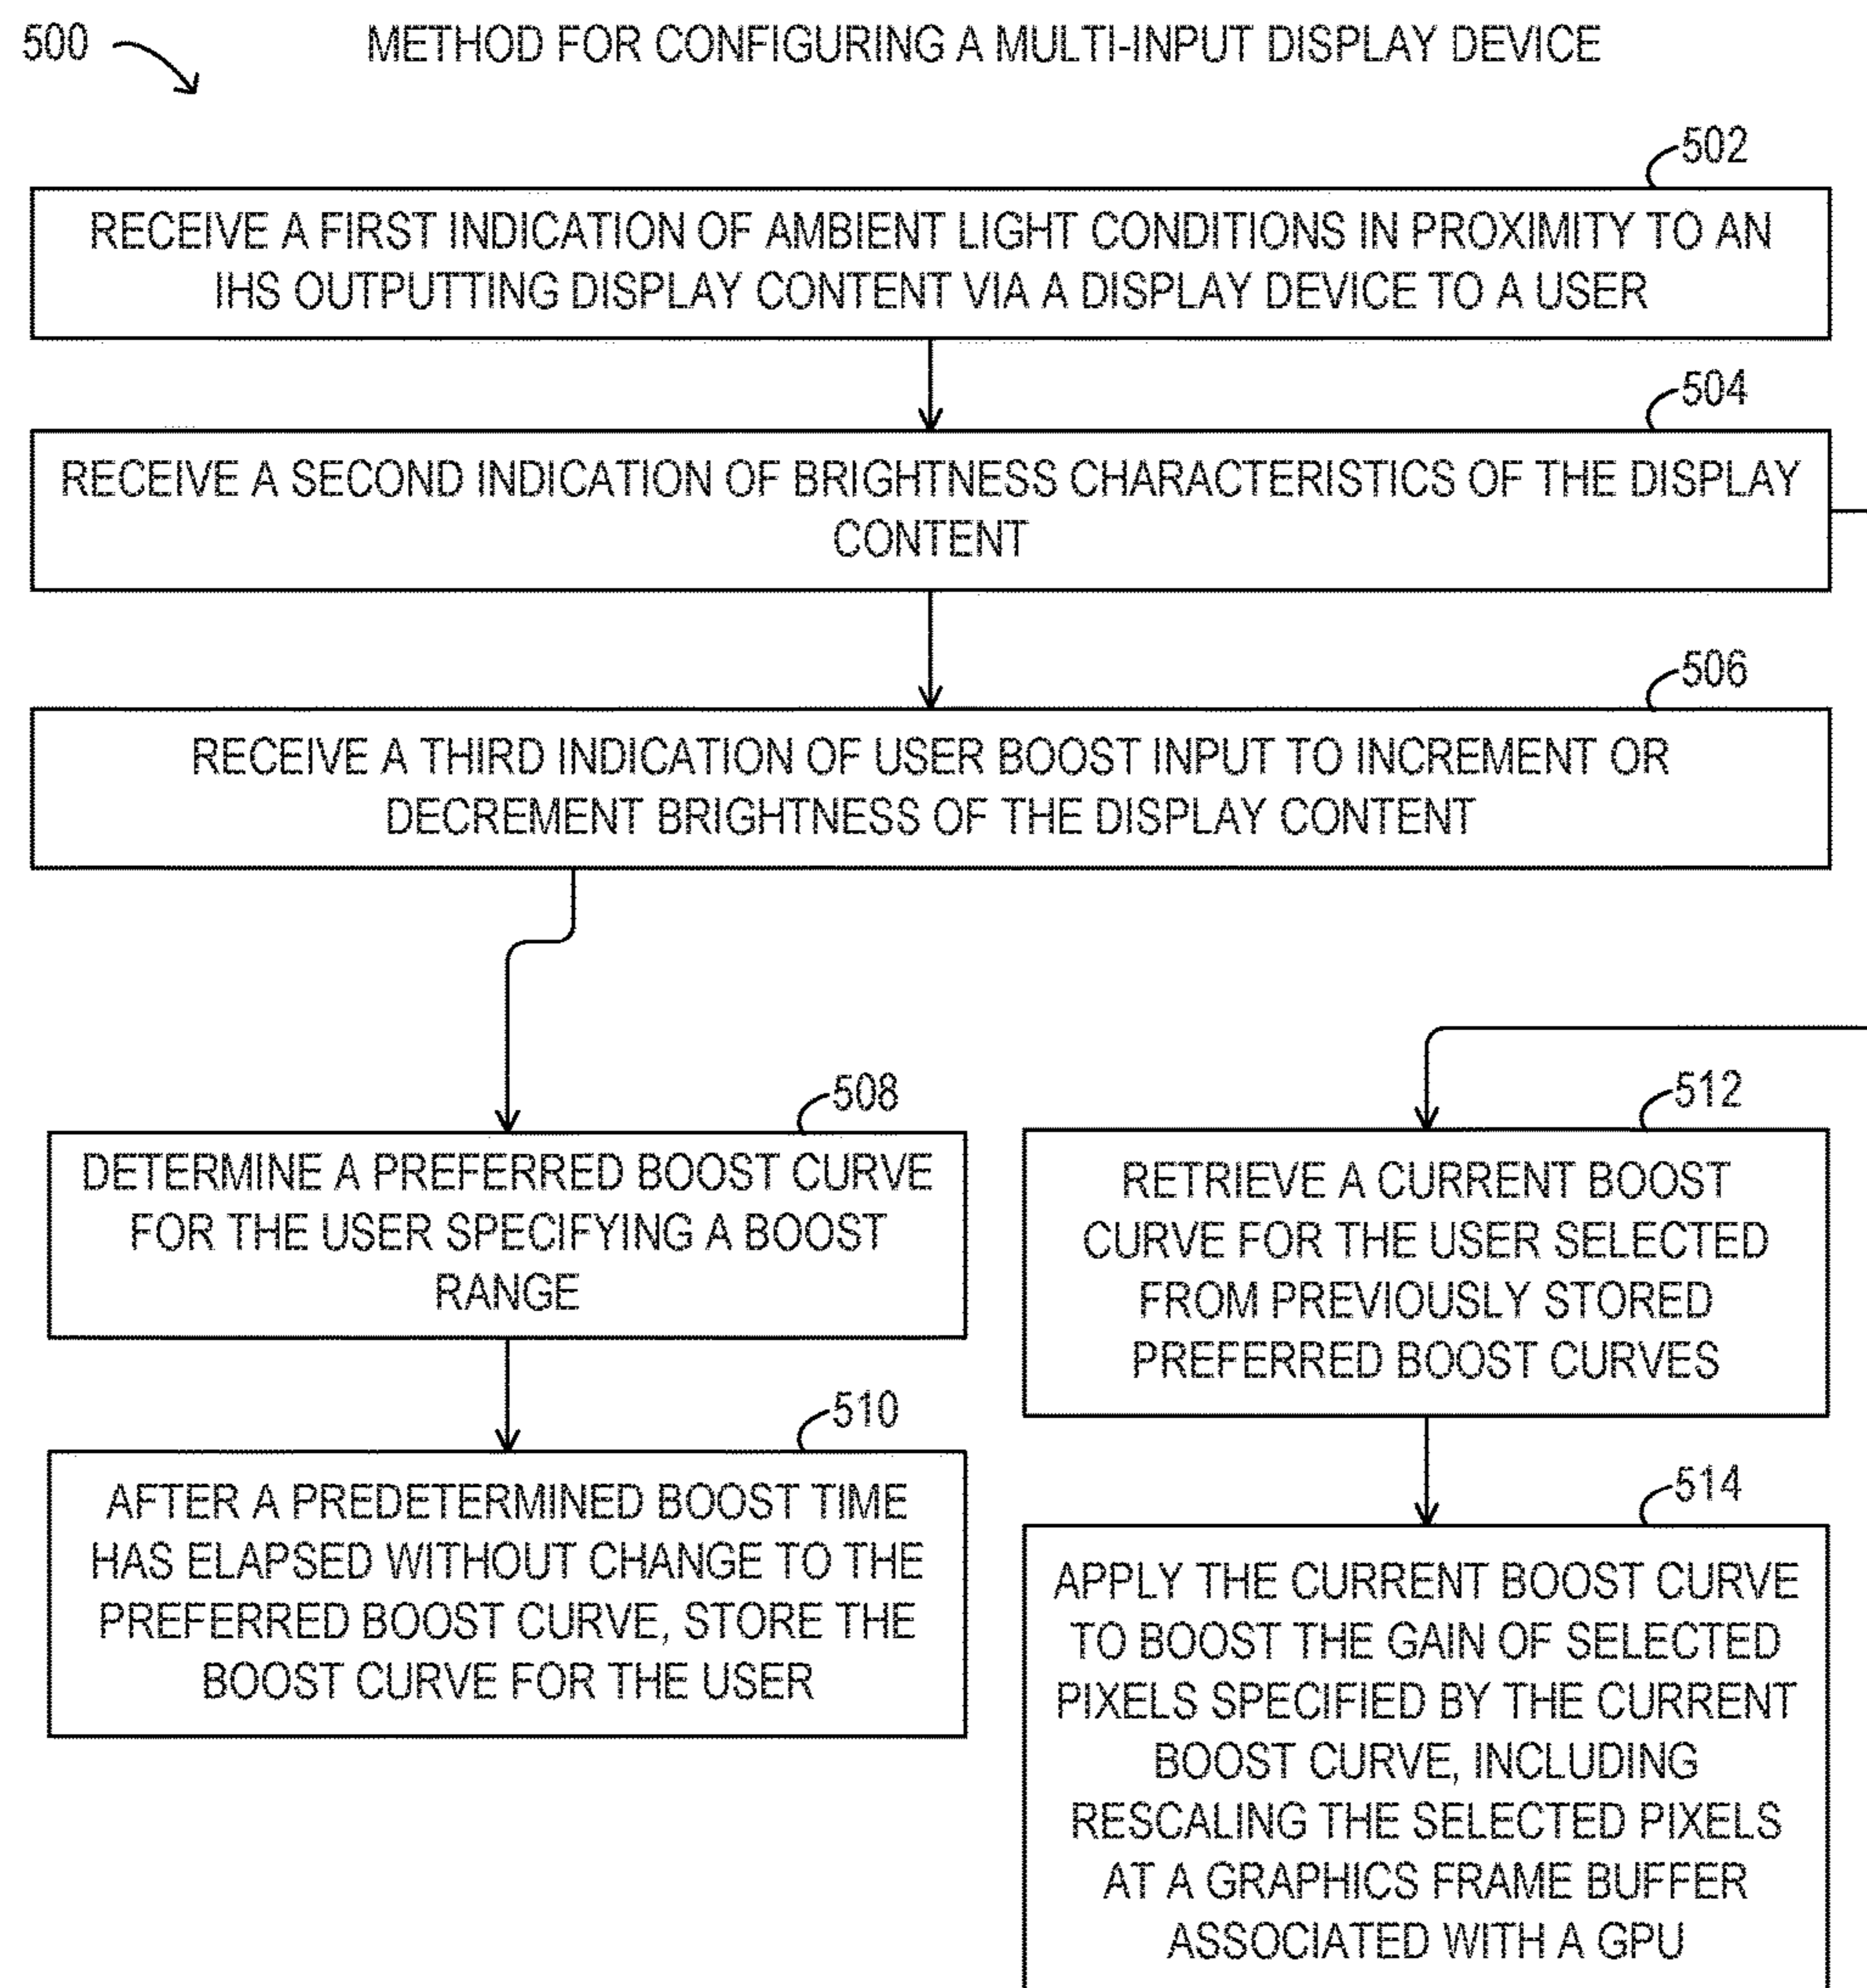 500
METHOD FOR CONFIGURING A MULTI-INPUT DISPLAY DEVICE
502
RECEIVE A FIRST INDICATION OF AMBIENT LIGHT CONDITIONS IN PROXIMITY TO AN
IHS OUTPUTTING DISPLAY CONTENT VIA A DISPLAY DEVICE TO A USER
504
RECEIVE A SECOND INDICATION OF BRIGHTNESS CHARACTERISTICS OF THE DISPLAY
CONTENT
506
RECEIVE A THIRD INDICATION OF USER BOOST INPUT TO INCREMENT OR
DECREMENT BRIGHTNESS OF THE DISPLAY CONTENT
508
DETERMINE A PREFERRED BOOST CURVE
FOR THE USER SPECIFYING A BOOST
RANGE
510
AFTER A PREDETERMINED BOOST TIME
HAS ELAPSED WITHOUT CHANGE TO THE
PREFERRED BOOST CURVE, STORE THE
BOOST CURVE FOR THE USER
512
RETRIEVE A CURRENT BOOST
CURVE FOR THE USER SELECTED
FROM PREVIOUSLY STORED
PREFERRED BOOST CURVES
514
APPLY THE CURRENT BOOST CURVE
TO BOOST THE GAIN OF SELECTED
PIXELS SPECIFIED BY THE CURRENT
BOOST CURVE, INCLUDING
RESCALING THE SELECTED PIXELS
AT A GRAPHICS FRAME BUFFER
ASSOCIATED WITH A GPU